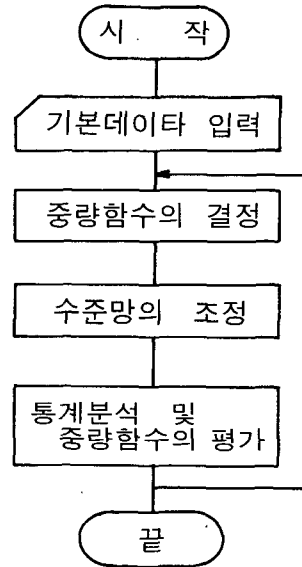 시 작
기본데이타 입력
중량함수의 결정
수준망의 조정
통계분석 및
중량함수의 평가
끝